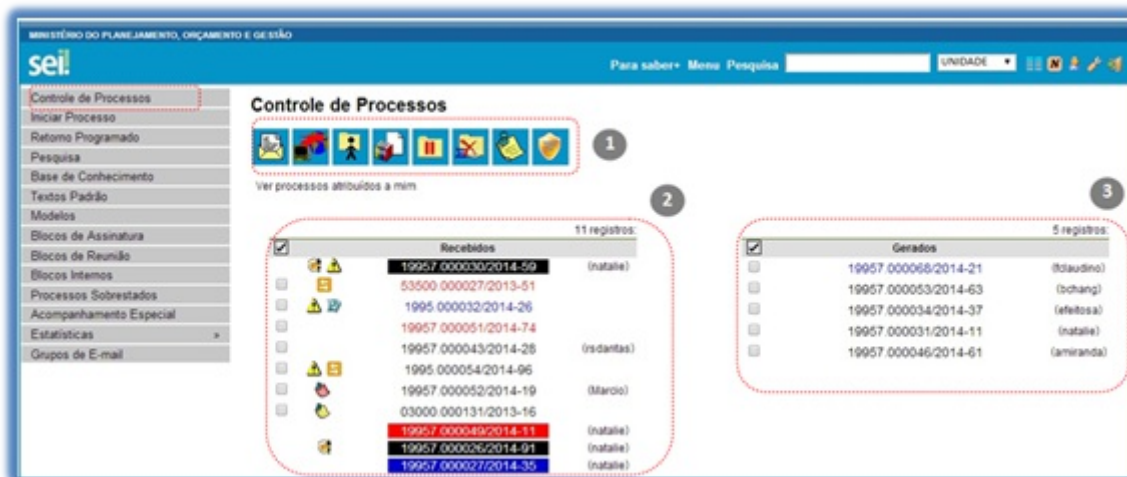 MINISTÉRIO DO PLANEJAMENTO, ORÇAMENTO E GESTÃO
sei!
Para saber+ Menu Pesquisa UNIDADE
Controle de Processos
Iniciar Processo
Retorno Programado
Pesquisa
Base de Conhecimento
Textos Padrão
Modelos
Blocos de Assinatura
Blocos de Reunião
Blocos Internos
Processos Sobrestados
Acompanhamento Especial
Estatísticas »
Grupos de E-mail
Controle de Processos
1
Ver processos atribuídos a mim
2
11 registros:
Recebidos
19957.000030/2014-59 (natalie)
53500.000027/2013-51
1995.000032/2014-26
19957.000051/2014-74
19957.000043/2014-28 (rsdantas)
1995.000054/2014-96
19957.000052/2014-19 (Marcio)
03000.000131/2013-16
19957.000049/2014-11 (natalie)
19957.000026/2014-91 (natalie)
19957.000027/2014-35 (natalie)
3
5 registros:
Gerados
19957.000068/2014-21 (fclaudino)
19957.000053/2014-63 (bchang)
19957.000034/2014-37 (efeitosa)
19957.000031/2014-11 (natalie)
19957.000046/2014-61 (amiranda)